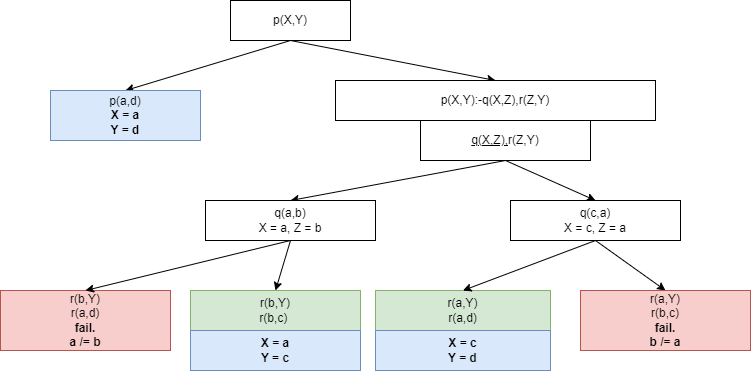 p(X,Y)
p(a,d)
X = a
Y = d
p(X,Y):-q(X,Z),r(Z,Y)
q(X,Z),r(Z,Y)
q(a,b)
X = a, Z = b
q(c,a)
X = c, Z = a
r(b,Y)
r(a,d)
fail.
a /= b
r(b,Y)
r(b,c)
X = a
Y = c
r(a,Y)
r(a,d)
X = c
Y = d
r(a,Y)
r(b,c)
fail.
b /= a